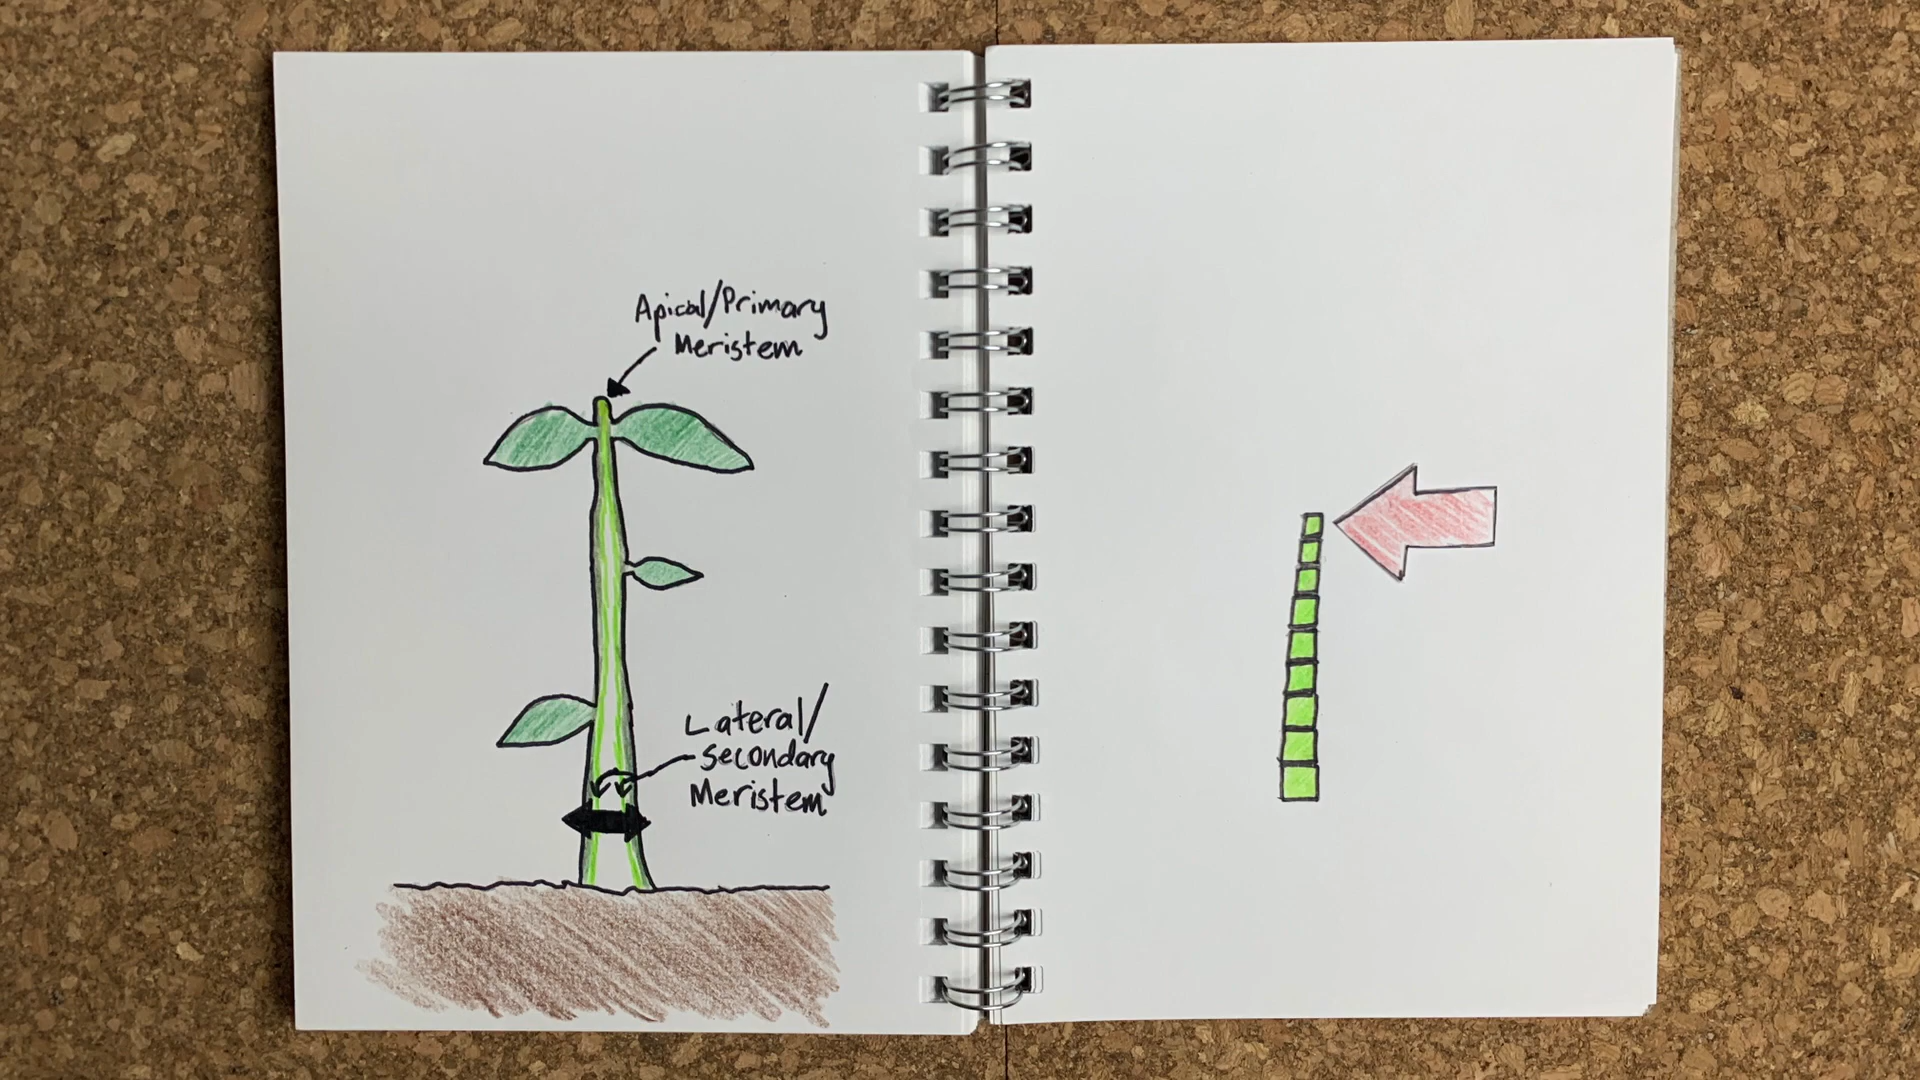 Apical/Primary
Meristem
Lateral/
secondary
Meristem